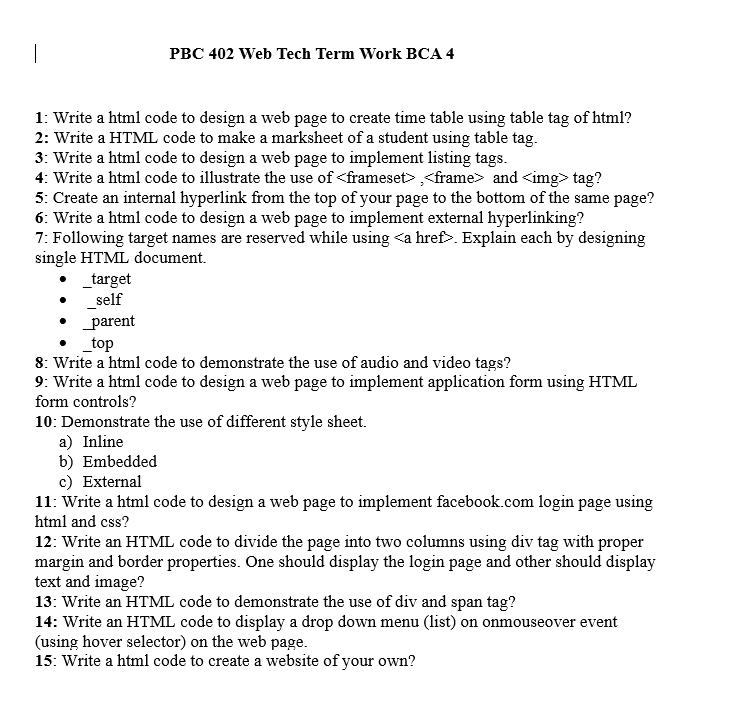 PBC 402 Web Tech Term Work BCA 4
1: Write a html code to design a web page to create time table using table tag of html?
2: Write a HTML code to make a marksheet of a student using table tag.
3: Write a html code to design a web page to implement listing tags.
4: Write a html code to illustrate the use of <frameset> ,<frame> and <img> tag?
5: Create an internal hyperlink from the top of your page to the bottom of the same page?
6: Write a html code to design a web page to implement external hyperlinking?
7: Following target names are reserved while using <a href>. Explain each by designing
single HTML document.
• _target
• _self
• _parent
• _top
8: Write a html code to demonstrate the use of audio and video tags?
9: Write a html code to design a web page to implement application form using HTML
form controls?
10: Demonstrate the use of different style sheet.
a) Inline
b) Embedded
c) External
11: Write a html code to design a web page to implement facebook.com login page using
html and css?
12: Write an HTML code to divide the page into two columns using div tag with proper
margin and border properties. One should display the login page and other should display
text and image?
13: Write an HTML code to demonstrate the use of div and span tag?
14: Write an HTML code to display a drop down menu (list) on onmouseover event
(using hover selector) on the web page.
15: Write a html code to create a website of your own?